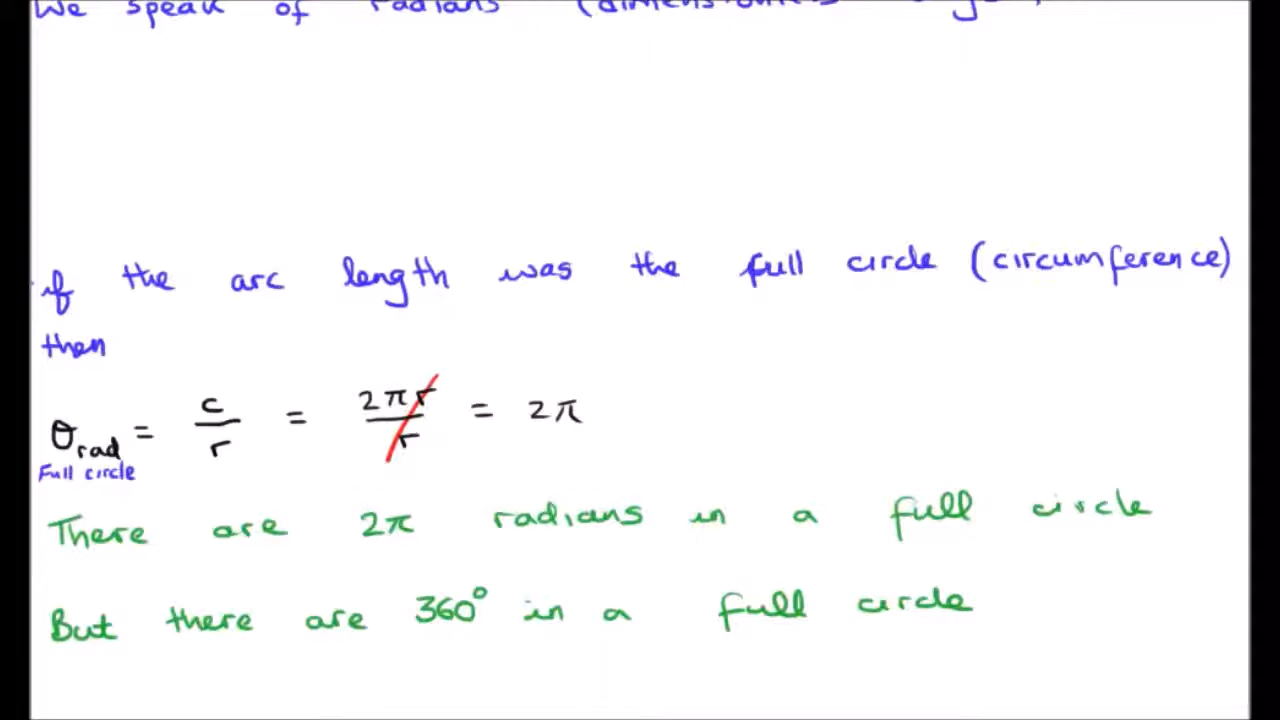 We speak of radians (dimensionless
if the arc length was the full circle (circumference)
then
θrad = c/r = 2πr/r = 2π
Full circle
There are 2π radians in a full circle
But there are 360° in a full circle